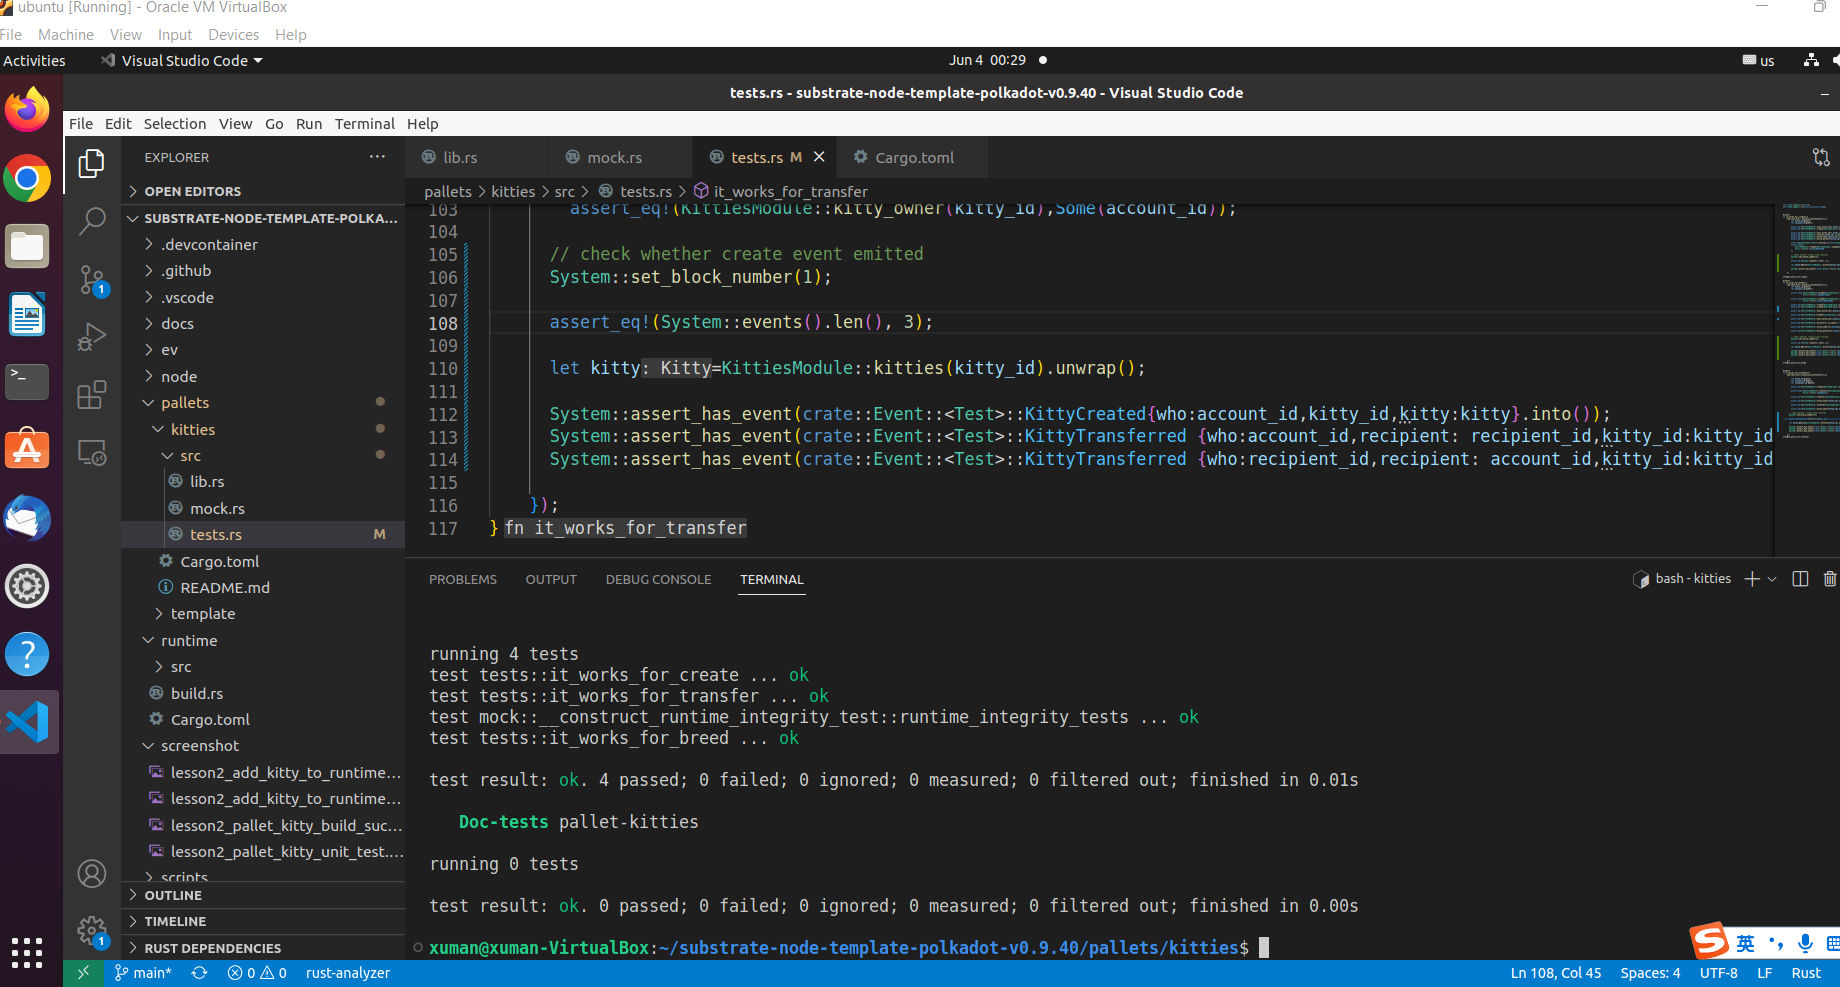 ubuntu [Running] - Oracle VM VirtualBox
File Machine View Input Devices Help
Activities Visual Studio Code Jun 4 00:29 us
tests.rs - substrate-node-template-polkadot-v0.9.40 - Visual Studio Code
File Edit Selection View Go Run Terminal Help
EXPLORER
OPEN EDITORS
SUBSTRATE-NODE-TEMPLATE-POLKA...
.devcontainer
.github
.vscode
docs
ev
node
pallets
kitties
src
lib.rs
mock.rs
tests.rs M
Cargo.toml
README.md
template
runtime
src
build.rs
Cargo.toml
screenshot
lesson2_add_kitty_to_runtime...
lesson2_add_kitty_to_runtime...
lesson2_pallet_kitty_build_suc...
lesson2_pallet_kitty_unit_test....
scripts
OUTLINE
TIMELINE
RUST DEPENDENCIES
1
1
lib.rs mock.rs tests.rs M Cargo.toml
pallets > kitties > src > tests.rs > it_works_for_transfer
103 assert_eq!(KittiesModule::kitty_owner(kitty_id),Some(account_id));
104
105 // check whether create event emitted
106 System::set_block_number(1);
107
108 assert_eq!(System::events().len(), 3);
109
110 let kitty: Kitty=KittiesModule::kitties(kitty_id).unwrap();
111
112 System::assert_has_event(crate::Event::<Test>::KittyCreated{who:account_id,kitty_id,kitty:kitty}.into());
113 System::assert_has_event(crate::Event::<Test>::KittyTransferred {who:account_id,recipient: recipient_id,kitty_id:kitty_id
114 System::assert_has_event(crate::Event::<Test>::KittyTransferred {who:recipient_id,recipient: account_id,kitty_id:kitty_id
115
116 });
117 } fn it_works_for_transfer
PROBLEMS OUTPUT DEBUG CONSOLE TERMINAL bash - kitties
running 4 tests
test tests::it_works_for_create ... ok
test tests::it_works_for_transfer ... ok
test mock::__construct_runtime_integrity_test::runtime_integrity_tests ... ok
test tests::it_works_for_breed ... ok
test result: ok. 4 passed; 0 failed; 0 ignored; 0 measured; 0 filtered out; finished in 0.01s
Doc-tests pallet-kitties
running 0 tests
test result: ok. 0 passed; 0 failed; 0 ignored; 0 measured; 0 filtered out; finished in 0.00s
xuman@xuman-VirtualBox:~/substrate-node-template-polkadot-v0.9.40/pallets/kitties$
英
main* 0 0 rust-analyzer Ln 108, Col 45 Spaces: 4 UTF-8 LF Rust